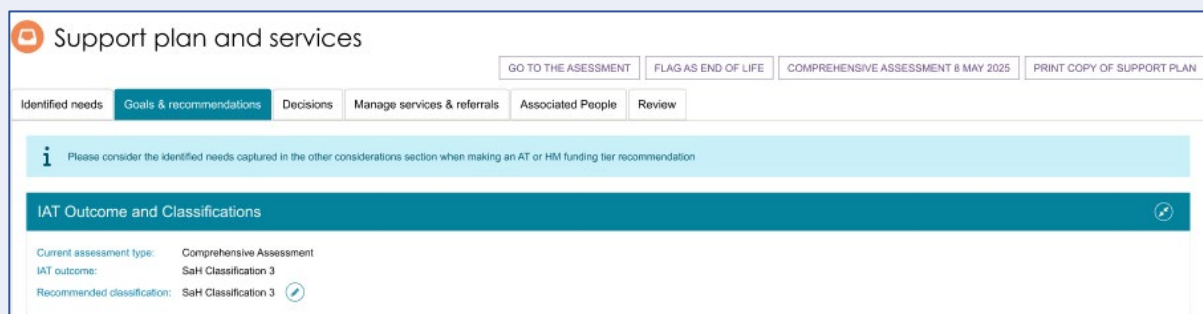 Support plan and services
GO TO THE ASESSMENT FLAG AS END OF LIFE COMPREHENSIVE ASSESSMENT 8 MAY 2025 PRINT COPY OF SUPPORT PLAN
Identified needs Goals & recommendations Decisions Manage services & referrals Associated People Review
Please consider the identified needs captured in the other considerations section when making an AT or HM funding tier recommendation
IAT Outcome and Classifications
Current assessment type: Comprehensive Assessment
IAT outcome: SaH Classification 3
Recommended classification: SaH Classification 3